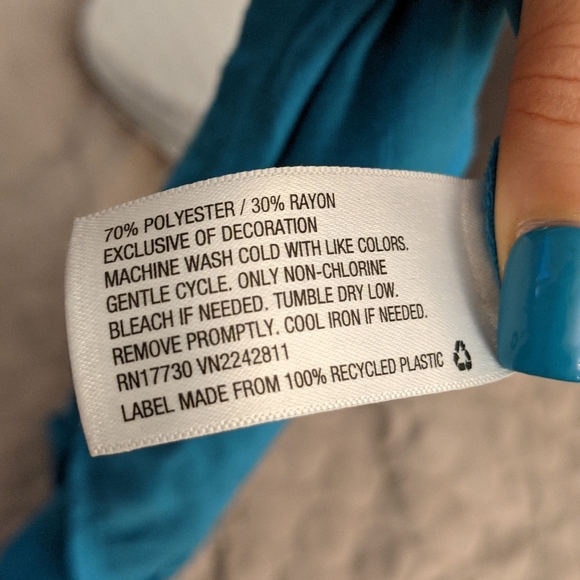 70% POLYESTER / 30% RAYON
EXCLUSIVE OF DECORATION
MACHINE WASH COLD WITH LIKE COLORS.
GENTLE CYCLE. ONLY NON-CHLORINE
BLEACH IF NEEDED. TUMBLE DRY LOW.
REMOVE PROMPTLY. COOL IRON IF NEEDED.
RN17730 VN2242811
LABEL MADE FROM 100% RECYCLED PLASTIC